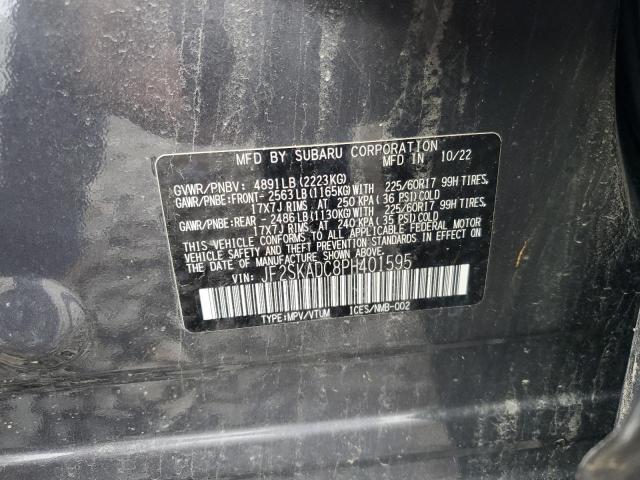 MFD BY SUBARU CORPORATION
MFD IN 10/22
GVWR/PNBV: 4891LB(2223KG)
GAWR/PNBE:FRONT-2563LB(1165KG)WITH 225/60R17 99H TIRES,
17X7J RIMS, AT 250 KPA(36 PSI)COLD
GAWR/PNBE:REAR-2486LB(1130KG)WITH 225/60R17 99H TIRES,
17X7J RIMS, AT 240 KPA(35 PSI)COLD
THIS VEHICLE CONFORMS TO ALL APPLICABLE FEDERAL MOTOR
VEHICLE SAFETY AND THEFT PREVENTION STANDARDS IN EFFECT ON
THE DATE OF MANUFACTURE SHOWN ABOVE.
VIN: JF2SKADC8PH401595
TYPE:MPV/VTUM ICES/NMB-002